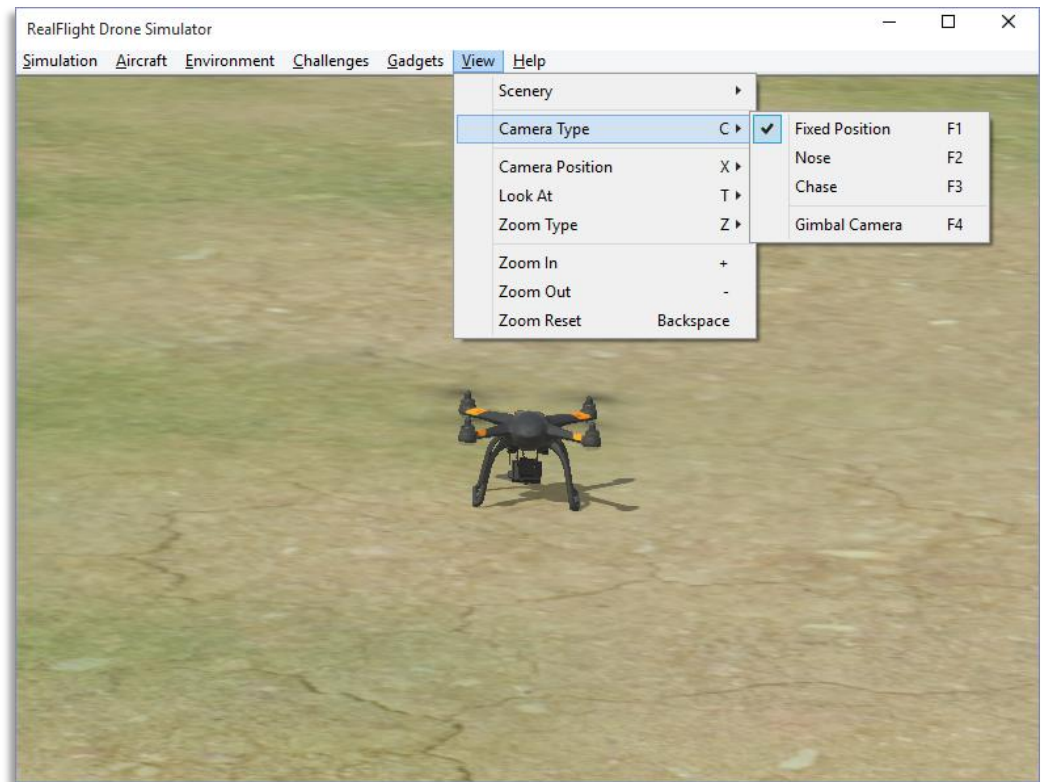 RealFlight Drone Simulator
Simulation Aircraft Environment Challenges Gadgets View Help
Scenery
Camera Type C
Camera Position X
Look At T
Zoom Type Z
Zoom In +
Zoom Out -
Zoom Reset Backspace
Fixed Position F1
Nose F2
Chase F3
Gimbal Camera F4